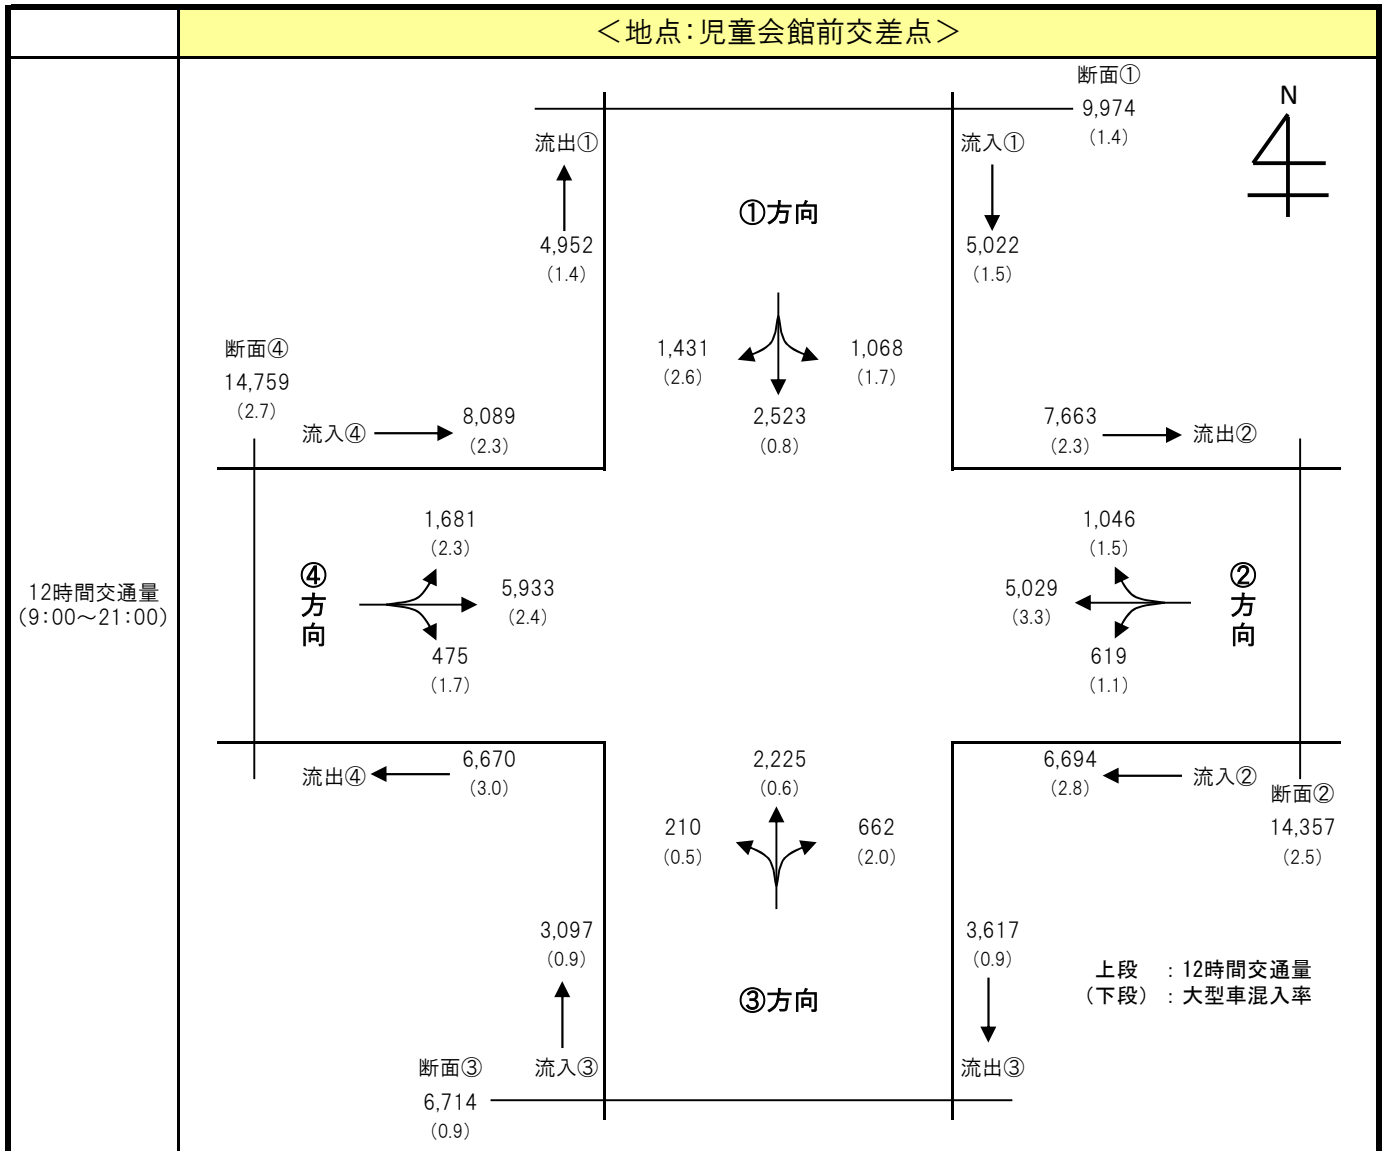 ＜地点：児童会館前交差点＞
断面①
9,974
(1.4)
N
流出①
流入①
①方向
4,952
(1.4)
5,022
(1.5)
1,431
(2.6)
1,068
(1.7)
2,523
(0.8)
断面④
14,759
(2.7)
流入④
8,089
(2.3)
7,663
(2.3)
流出②
12時間交通量
(9:00～21:00)
④方向
1,681
(2.3)
5,933
(2.4)
475
(1.7)
1,046
(1.5)
5,029
(3.3)
619
(1.1)
②方向
流出④
6,670
(3.0)
2,225
(0.6)
6,694
(2.8)
流入②
断面②
14,357
(2.5)
210
(0.5)
662
(2.0)
3,097
(0.9)
3,617
(0.9)
③方向
上段 ：12時間交通量
（下段）：大型車混入率
断面③
6,714
(0.9)
流入③
流出③